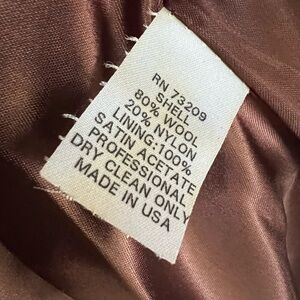 RN 73209
SHELL
80% WOOL
20% NYLON
LINING:100%
SATIN ACETATE
PROFESSIONAL
DRY CLEAN ONLY
MADE IN USA